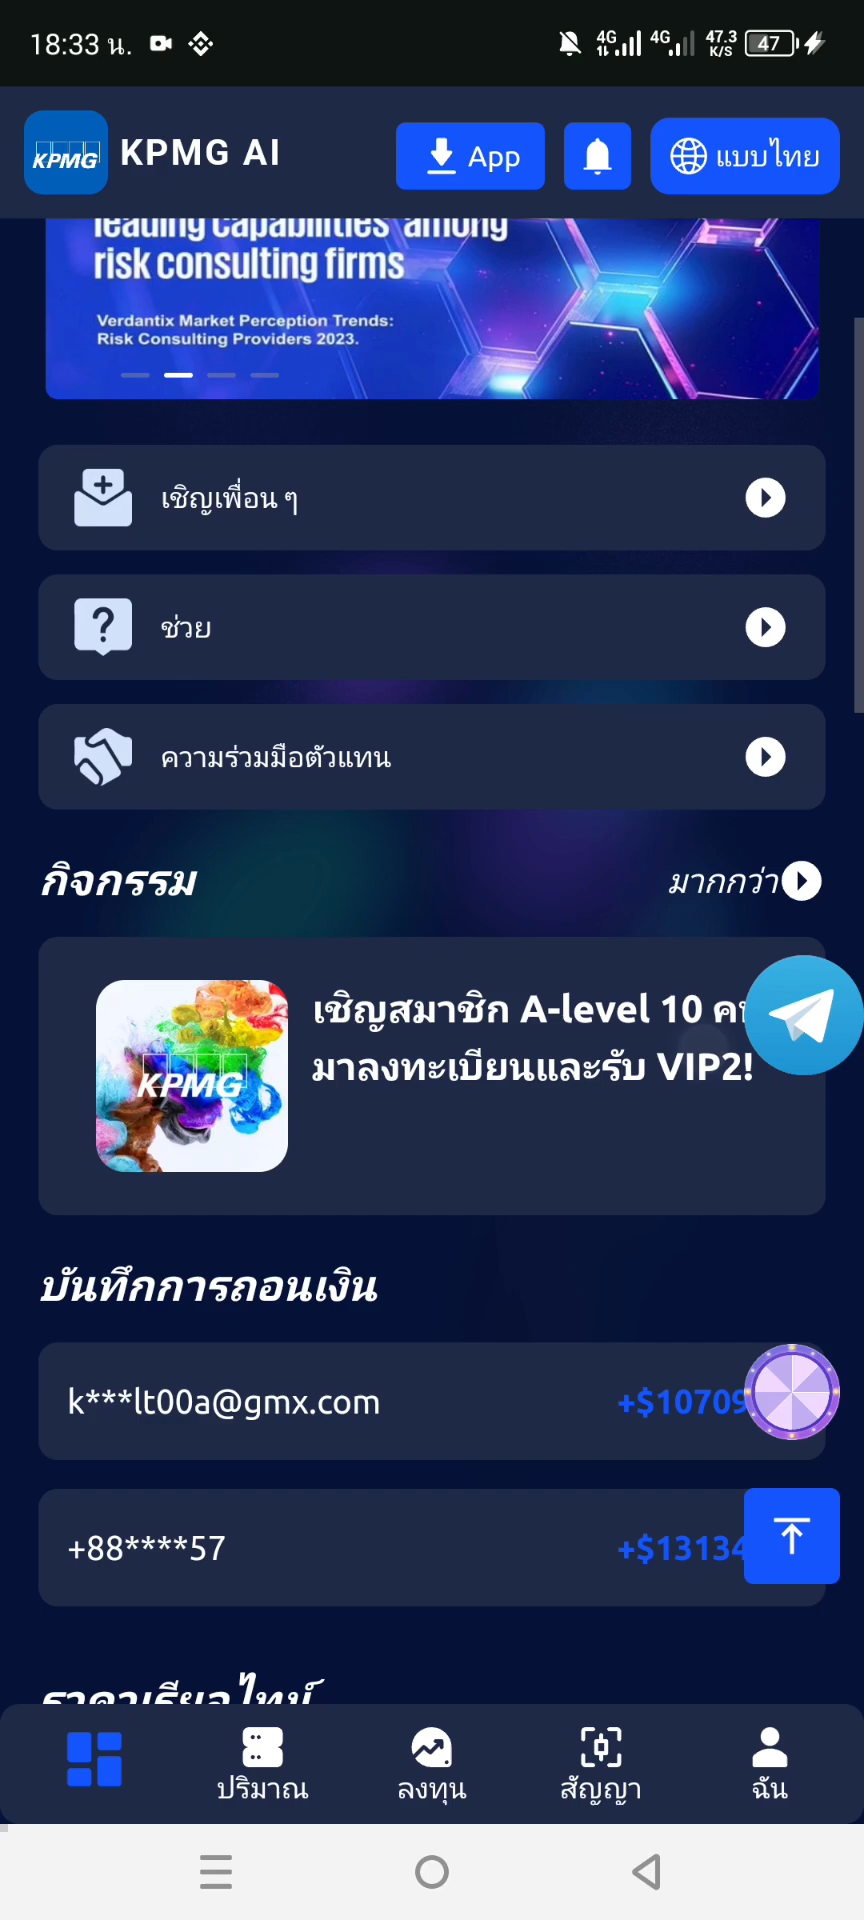 18:33 น.
4G 4G 47.3 K/S 47
KPMG KPMG AI App แบบไทย
leading capabilities among
risk consulting firms
Verdantix Market Perception Trends:
Risk Consulting Providers 2023.
เชิญเพื่อน ๆ
ช่วย
ความร่วมมือตัวแทน
กิจกรรม มากกว่า
เชิญสมาชิก A-level 10
มาลงทะเบียนและรับ VIP2!
KPMG
บันทึกการถอนเงิน
k***lt00a@gmx.com +$10709
+88****57 +$13134
ราคาเรียลไทม์
ปริมาณ ลงทุน สัญญา ฉัน